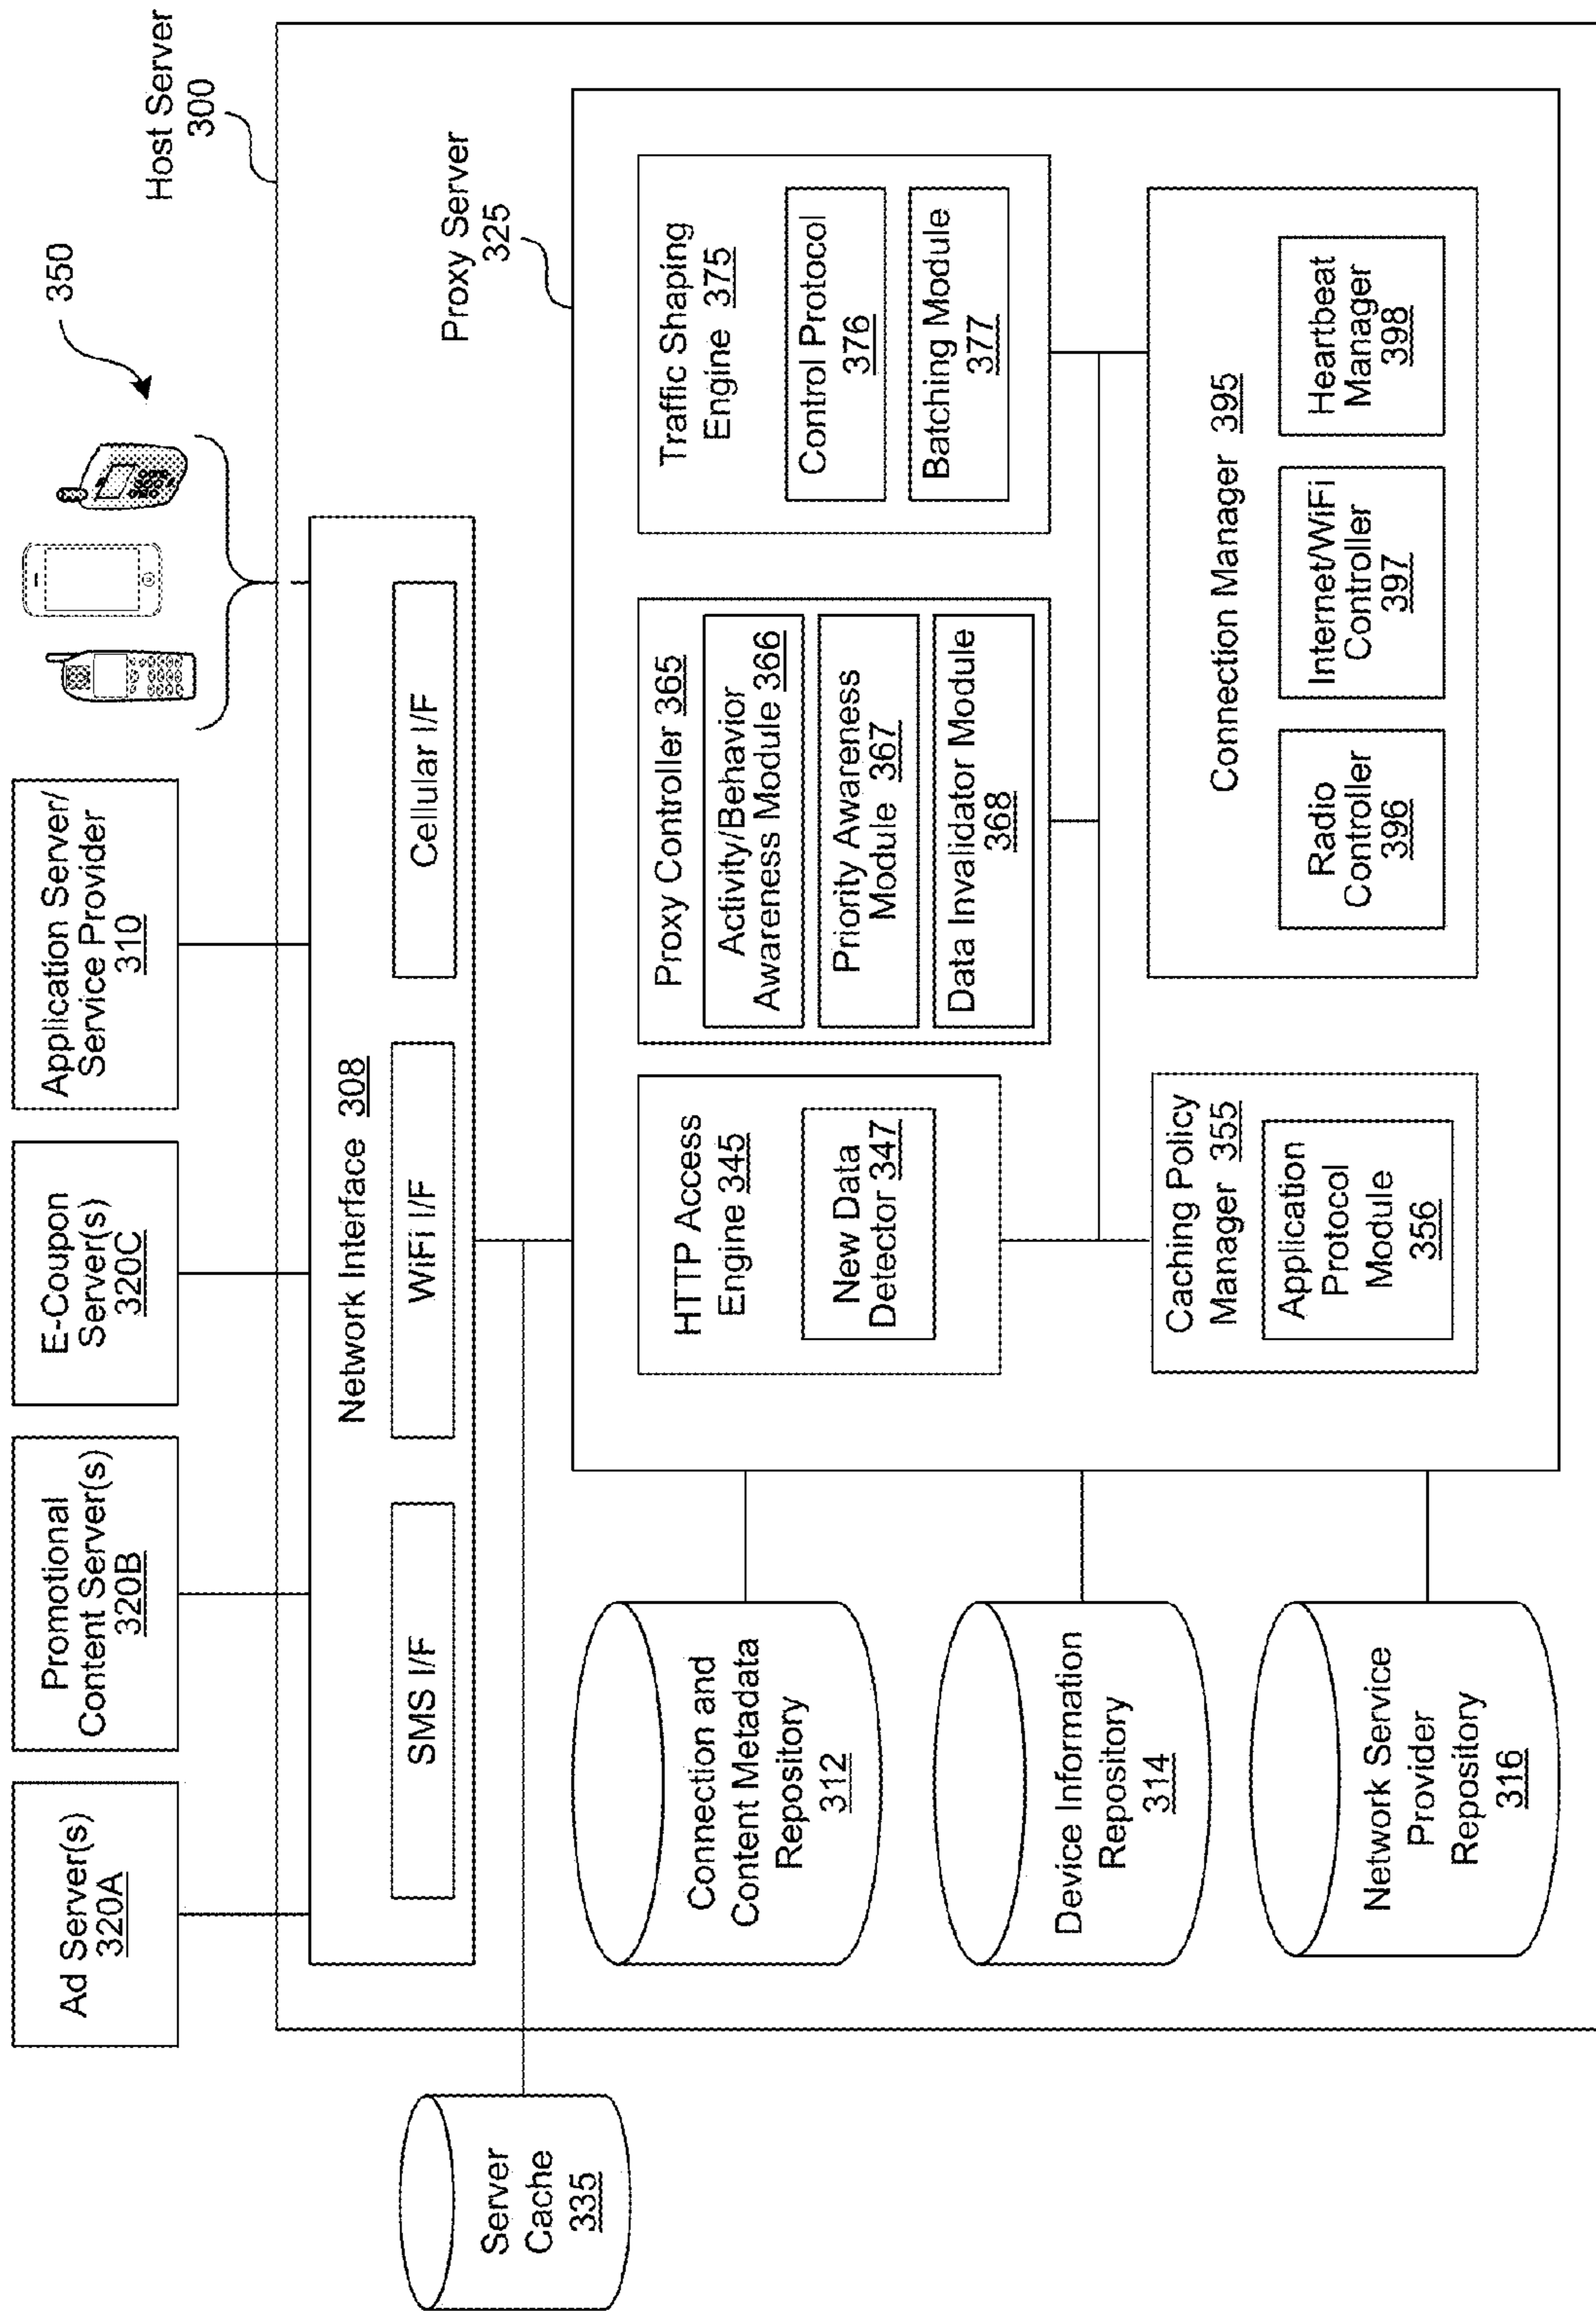 Ad Server(s)
320A
Promotional
Content Server(s)
320B
E-Coupon
Server(s)
320C
Application Server/
Service Provider
310
350
Host Server
300
Network Interface 308
SMS I/F
WiFi I/F
Cellular I/F
Server
Cache
335
Proxy Server
325
Connection and
Content Metadata
Repository
312
Device Information
Repository
314
Network Service
Provider
Repository
316
HTTP Access
Engine 345
New Data
Detector 347
Proxy Controller 365
Activity/Behavior
Awareness Module 366
Priority Awareness
Module 367
Data Invalidator Module
368
Traffic Shaping
Engine 375
Control Protocol
376
Batching Module
377
Caching Policy
Manager 355
Application
Protocol
Module
356
Connection Manager 395
Radio
Controller
396
Internet/WiFi
Controller
397
Heartbeat
Manager
398